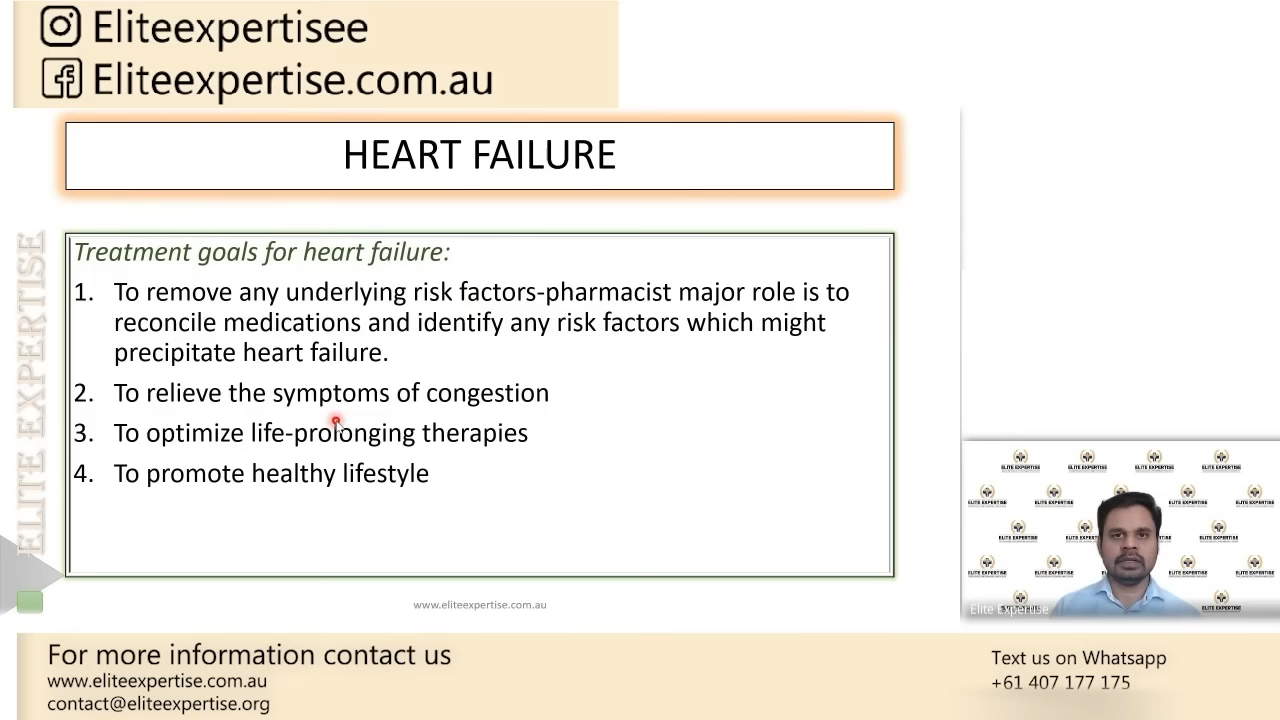 Eliteexpertisee
Eliteexpertise.com.au
HEART FAILURE
ELITE EXPERTISE
Treatment goals for heart failure:
1. To remove any underlying risk factors-pharmacist major role is to
reconcile medications and identify any risk factors which might
precipitate heart failure.
2. To relieve the symptoms of congestion
3. To optimize life-prolonging therapies
4. To promote healthy lifestyle
www.eliteexpertise.com.au
ELITE EXPERTISE
Elite Expertise
For more information contact us
www.eliteexpertise.com.au
contact@eliteexpertise.org
Text us on Whatsapp
+61 407 177 175